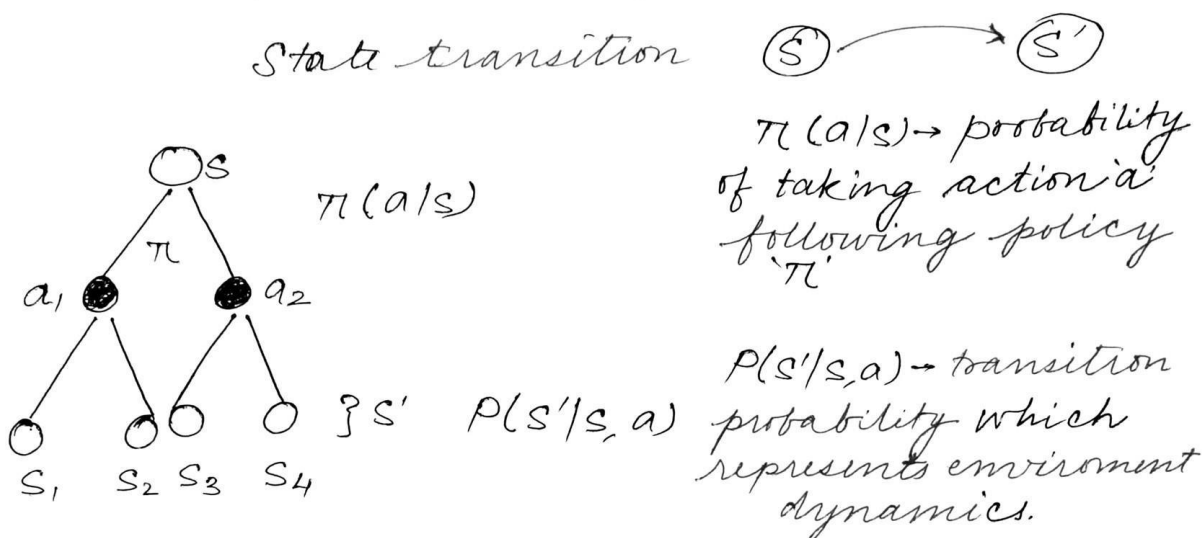 State transition S S'
π(a/s) → probability
of taking action 'a'
following policy
'π'
S
π(a/s)
π
a₁ a₂
P(s'/s,a) → transition
probability which
represents enviroment
dynamics.
}s' P(s'/s,a)
S₁ S₂ S₃ S₄